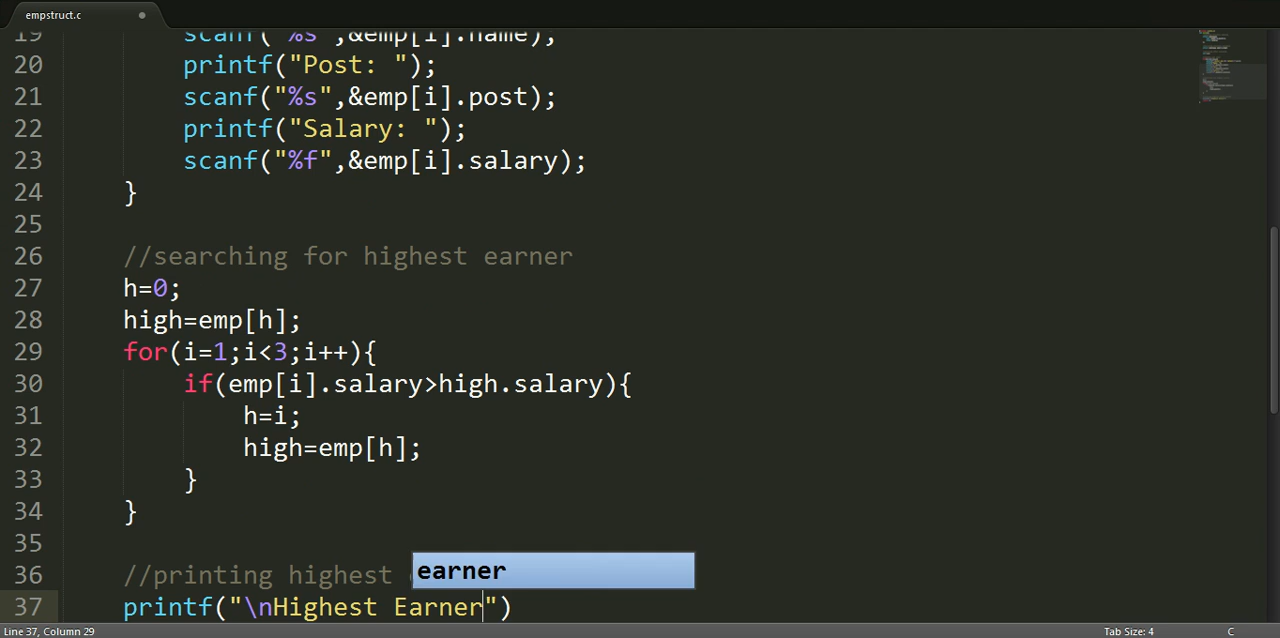 empstruct.c
19 scanf("%s",&emp[i].name);
20 printf("Post: ");
21 scanf("%s",&emp[i].post);
22 printf("Salary: ");
23 scanf("%f",&emp[i].salary);
24 }
25
26 //searching for highest earner
27 h=0;
28 high=emp[h];
29 for(i=1;i<3;i++){
30 if(emp[i].salary>high.salary){
31 h=i;
32 high=emp[h];
33 }
34 }
35
earner
36 //printing highest
37 printf("\nHighest Earner")
Line 37, Column 29 Tab Size: 4 C